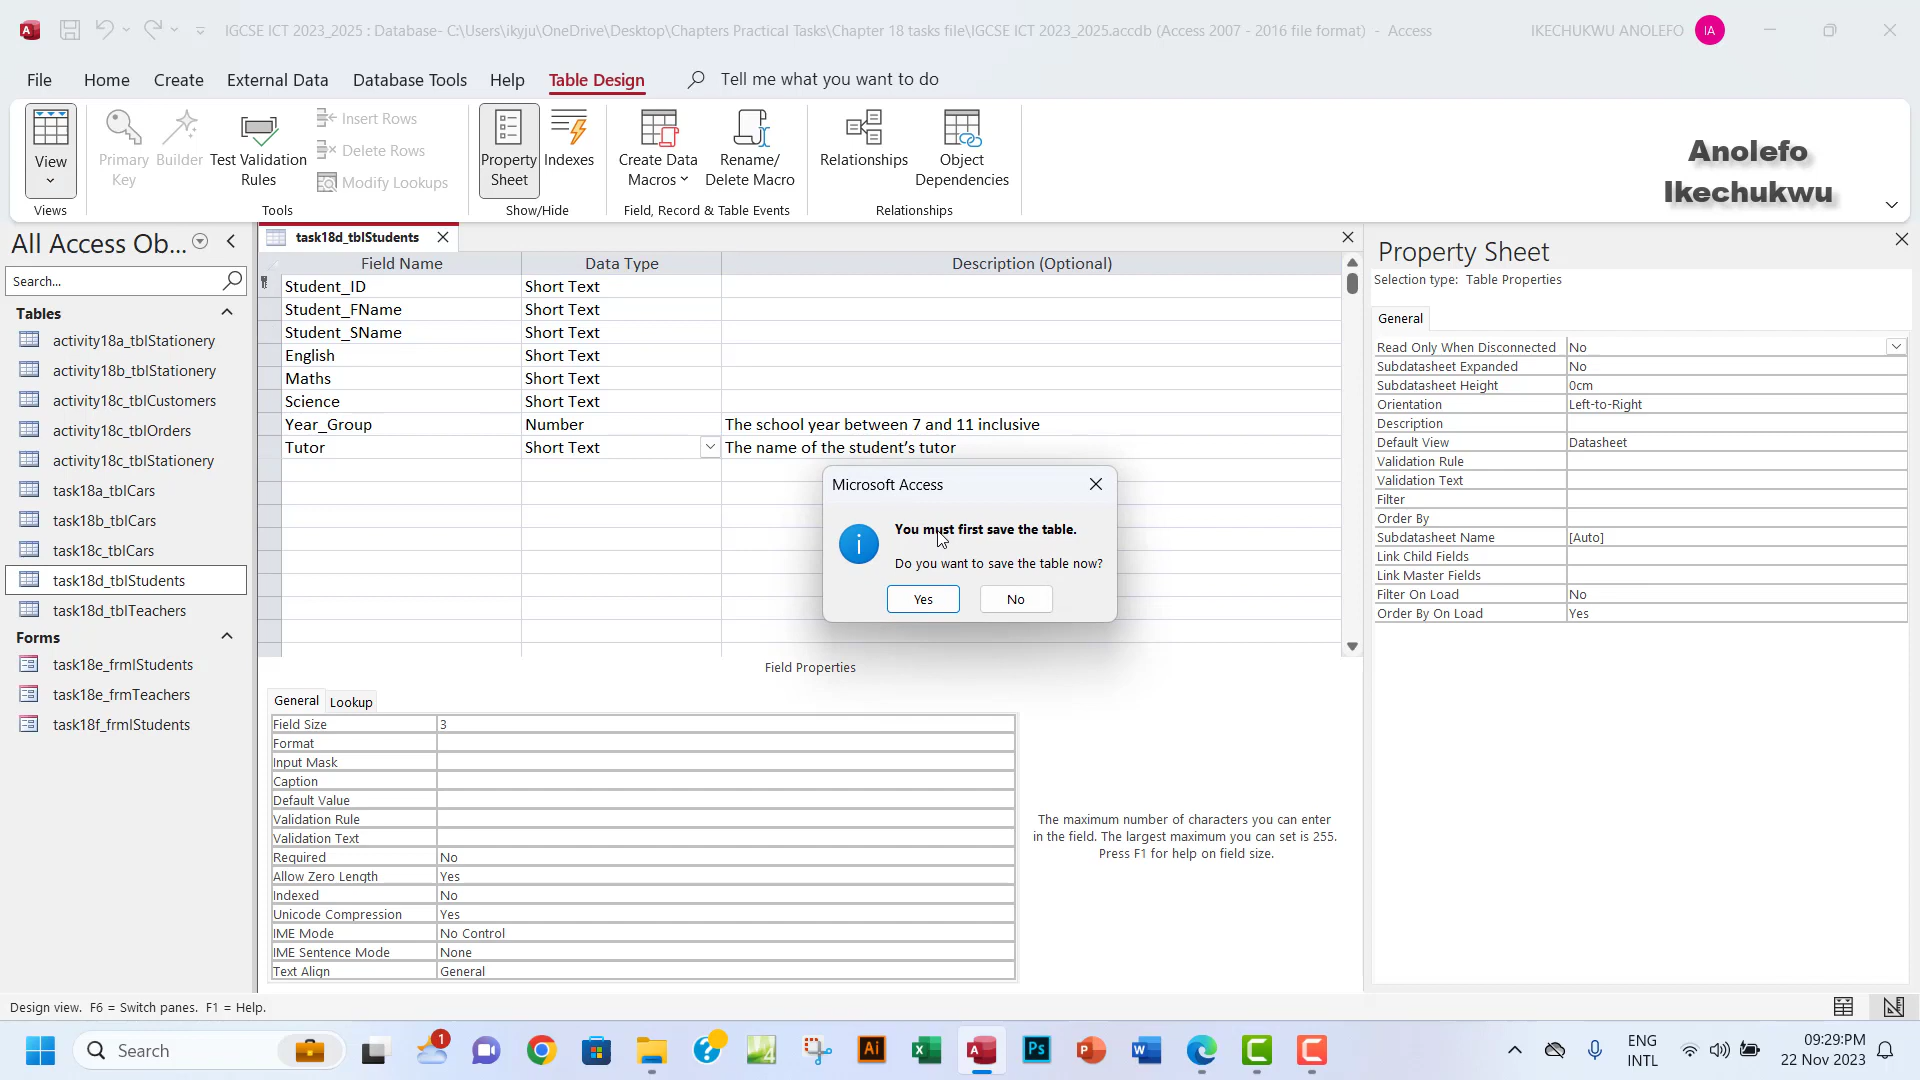 IGCSE ICT 2023_2025 : Database- C:\Users\ikyju\OneDrive\Desktop\Chapters Practical Tasks\Chapter 18 tasks file\IGCSE ICT 2023_2025.accdb (Access 2007 - 2016 file format) - Access
IKECHUKWU ANOLEFO IA
File Home Create External Data Database Tools Help Table Design Tell me what you want to do
View
Views
Primary Key
Builder
Test Validation Rules
Insert Rows
Delete Rows
Modify Lookups
Tools
Property Sheet
Indexes
Show/Hide
Create Data Macros
Rename/ Delete Macro
Field, Record & Table Events
Relationships
Object Dependencies
Relationships
Anolefo
Ikechukwu
All Access Ob...
Search...
Tables
activity18a_tblStationery
activity18b_tblStationery
activity18c_tblCustomers
activity18c_tblOrders
activity18c_tblStationery
task18a_tblCars
task18b_tblCars
task18c_tblCars
task18d_tblStudents
task18d_tblTeachers
Forms
task18e_frmlStudents
task18e_frmTeachers
task18f_frmlStudents
task18d_tblStudents
Field Name Data Type Description (Optional)
Student_ID Short Text
Student_FName Short Text
Student_SName Short Text
English Short Text
Maths Short Text
Science Short Text
Year_Group Number The school year between 7 and 11 inclusive
Tutor Short Text The name of the student’s tutor
Microsoft Access
You must first save the table.
Do you want to save the table now?
Yes No
Field Properties
General Lookup
Field Size 3
Format
Input Mask
Caption
Default Value
Validation Rule
Validation Text
Required No
Allow Zero Length Yes
Indexed No
Unicode Compression Yes
IME Mode No Control
IME Sentence Mode None
Text Align General
The maximum number of characters you can enter
in the field. The largest maximum you can set is 255.
Press F1 for help on field size.
Property Sheet
Selection type: Table Properties
General
Read Only When Disconnected No
Subdatasheet Expanded No
Subdatasheet Height 0cm
Orientation Left-to-Right
Description
Default View Datasheet
Validation Rule
Validation Text
Filter
Order By
Subdatasheet Name [Auto]
Link Child Fields
Link Master Fields
Filter On Load No
Order By On Load Yes
Design view. F6 = Switch panes. F1 = Help.
Search
1
Ai
Ps
ENG
INTL
09:29:PM
22 Nov 2023